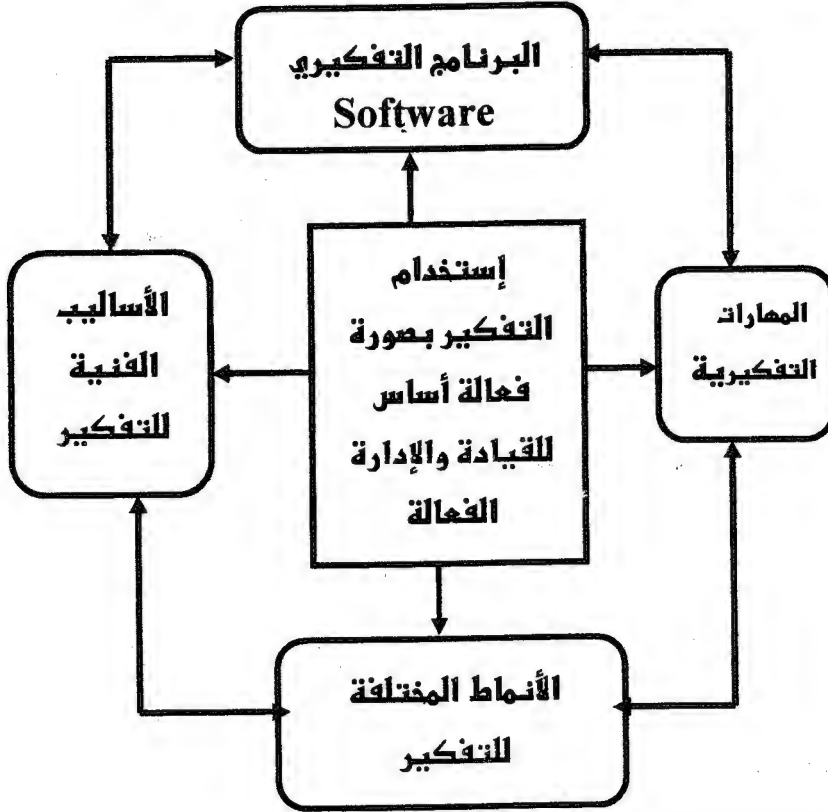 البرنامج التفكيري
Software
المهارات
التفكيرية
إستخدام
التفكير بصورة
فعالة أساس
للقيادة والإدارة
الفعالة
الأساليب
الفنية
للتفكير
الأنماط المختلفة
للتفكير